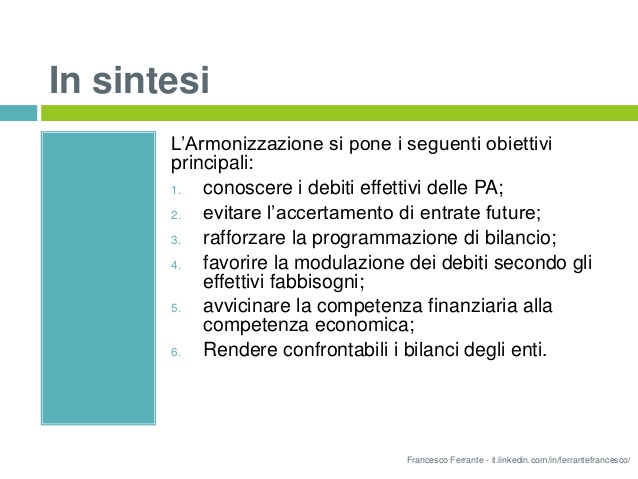 In sintesi
L’Armonizzazione si pone i seguenti obiettivi
principali:
1. conoscere i debiti effettivi delle PA;
2. evitare l’accertamento di entrate future;
3. rafforzare la programmazione di bilancio;
4. favorire la modulazione dei debiti secondo gli
effettivi fabbisogni;
5. avvicinare la competenza finanziaria alla
competenza economica;
6. Rendere confrontabili i bilanci degli enti.
Francesco Ferrante - it.linkedin.com/in/ferrantefrancesco/